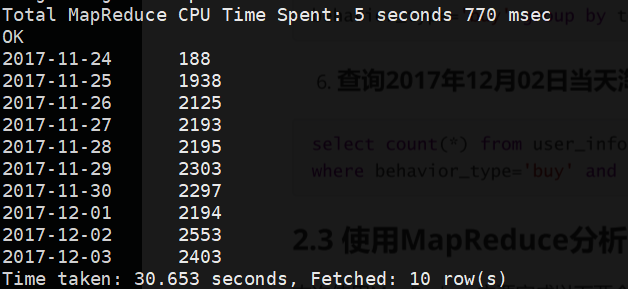 Total MapReduce CPU Time Spent: 5 seconds 770 msec
OK
2017-11-24 188
2017-11-25 1938
2017-11-26 2125
2017-11-27 2193
2017-11-28 2195
2017-11-29 2303
2017-11-30 2297
2017-12-01 2194
2017-12-02 2553
2017-12-03 2403
Time taken: 30.653 seconds, Fetched: 10 row(s)
6. 查询2017年12月02日当天
select count(*) from user_info
where behavior_type='buy' and
2.3 使用MapReduce分析